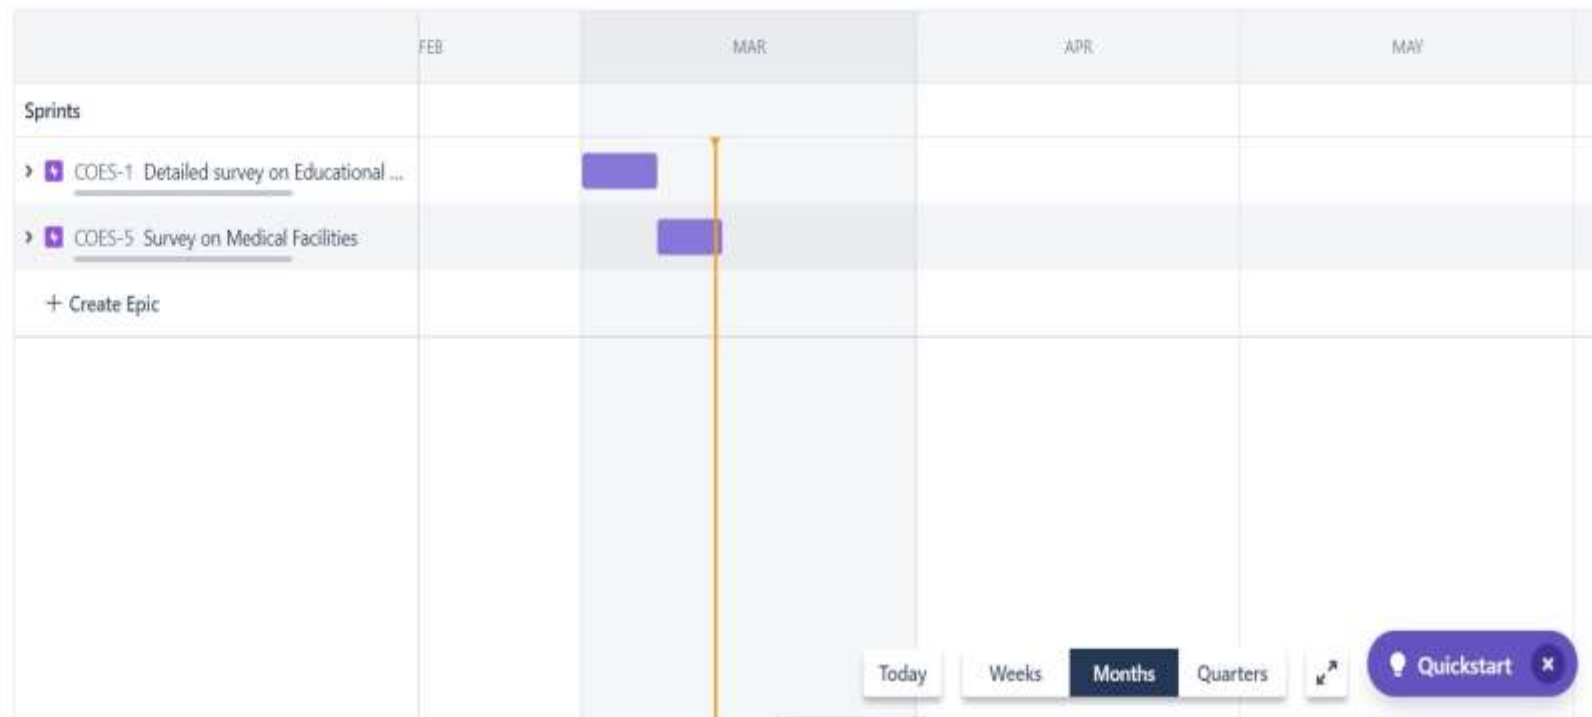 FEB MAR APR MAY
Sprints
COES-1 Detailed survey on Educational ...
COES-5 Survey on Medical Facilities
+ Create Epic
Today Weeks Months Quarters Quickstart